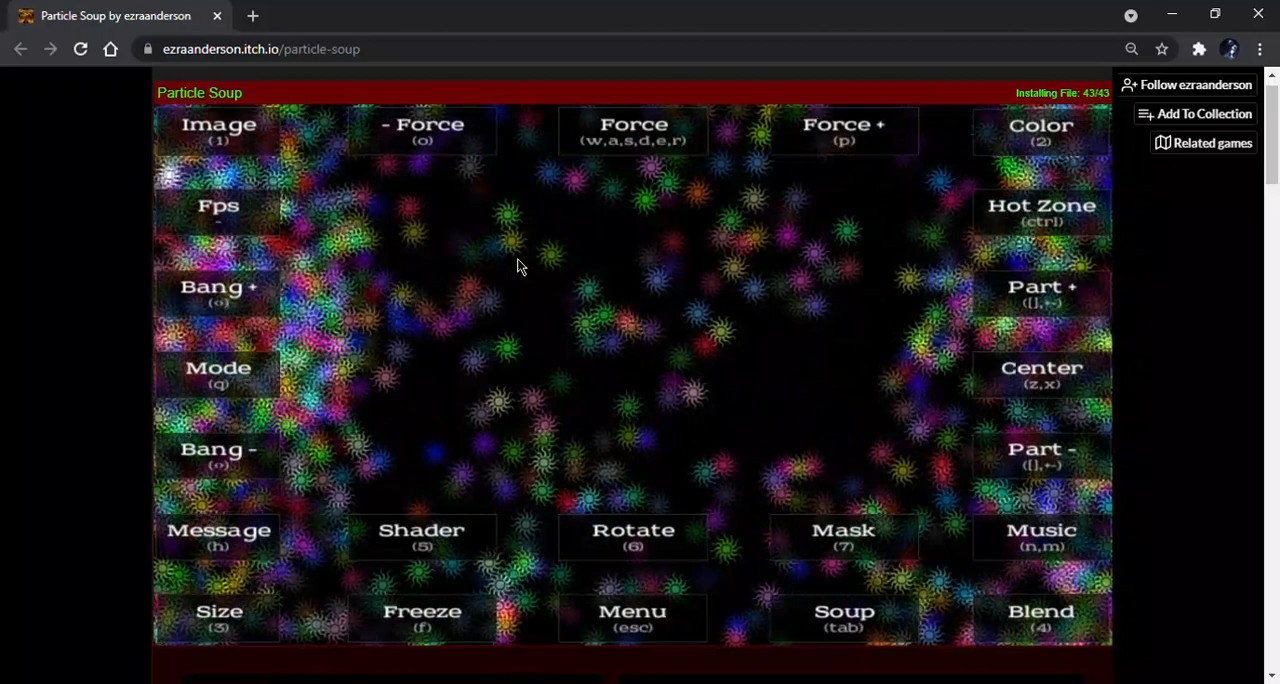 Particle Soup by ezraanderson
ezraanderson.itch.io/particle-soup
Follow ezraanderson
Add To Collection
Related games
Particle Soup
Installing File: 43/43
Image
(1)
- Force
(o)
Force
(w,a,s,d,e,r)
Force +
(p)
Color
(2)
Fps
-
Hot Zone
(ctrl)
Bang +
Part +
([],+-)
Mode
(q)
Center
(z,x)
Bang -
Part -
([],+-)
Message
(h)
Shader
(5)
Rotate
(6)
Mask
(7)
Music
(n,m)
Size
(3)
Freeze
(f)
Menu
(esc)
Soup
(tab)
Blend
(4)